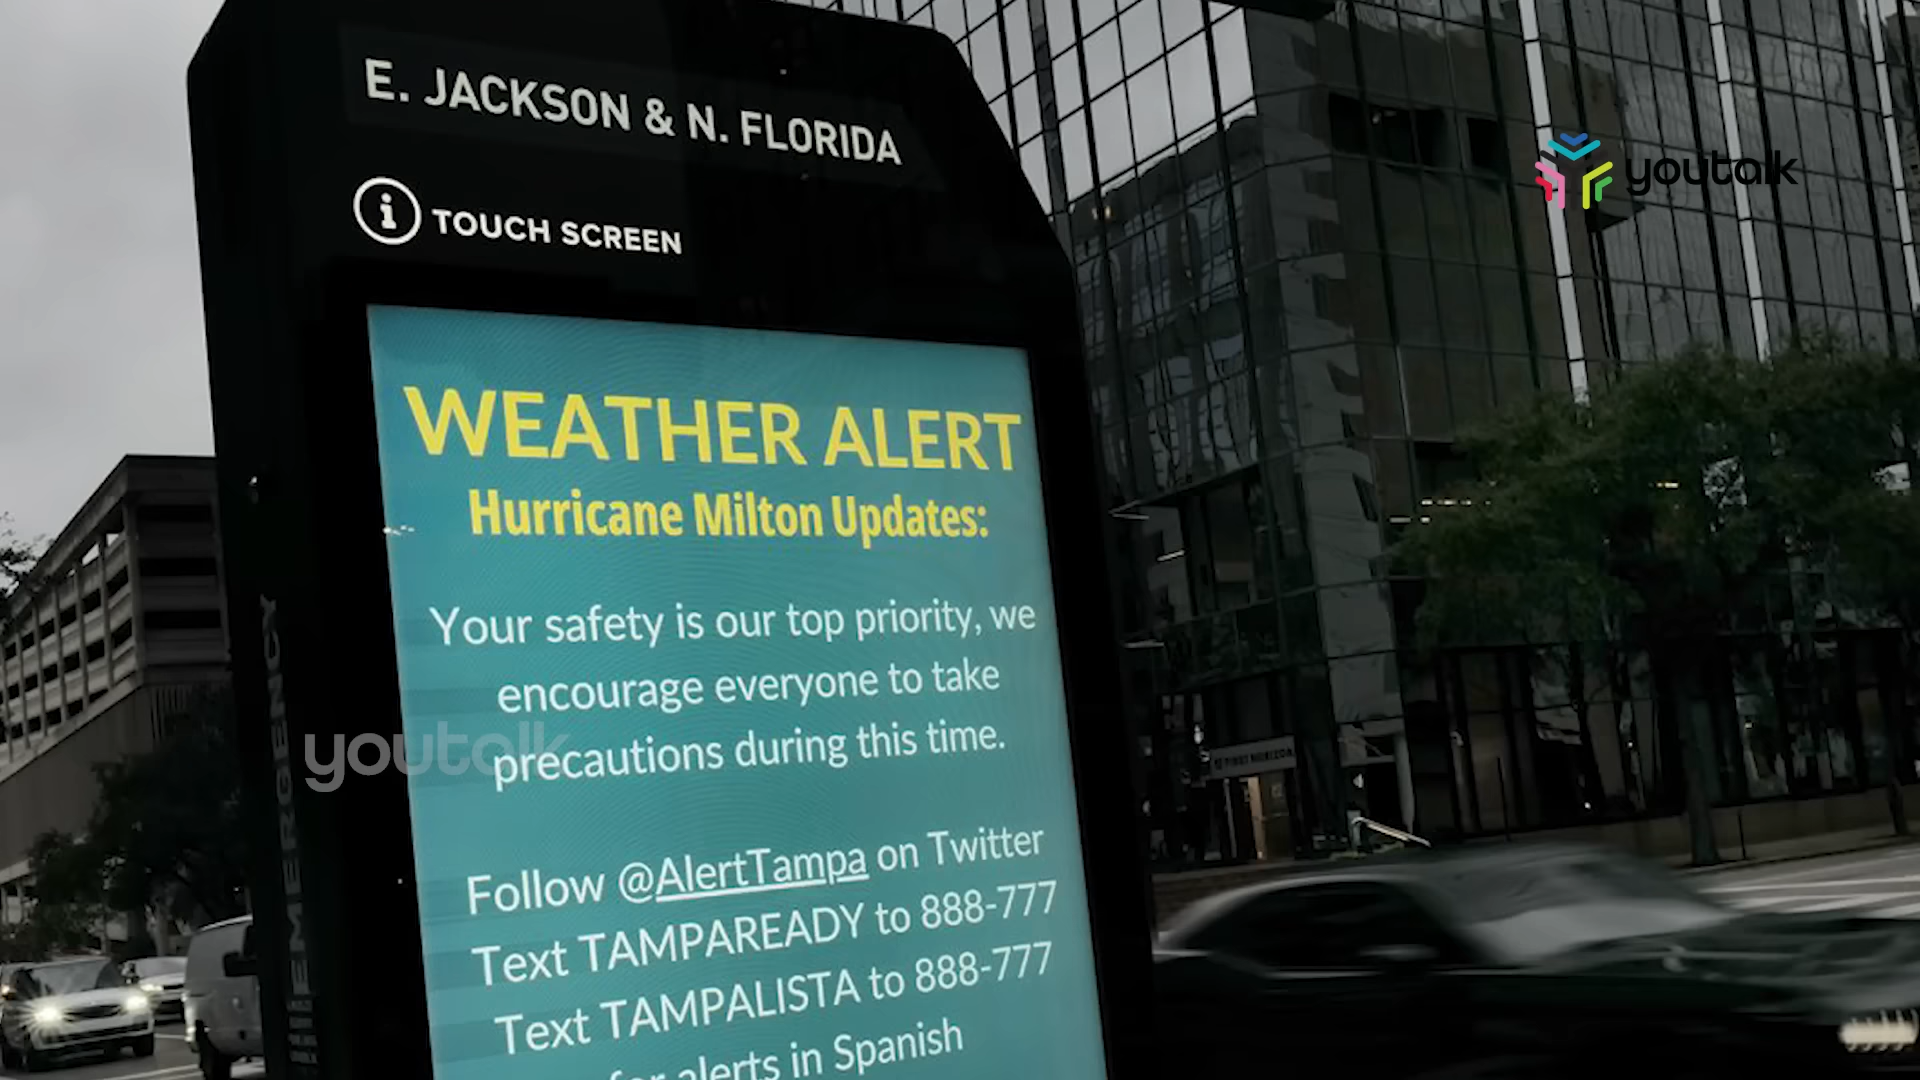 E. JACKSON & N. FLORIDA
i TOUCH SCREEN
youtalk
WEATHER ALERT
Hurricane Milton Updates:
Your safety is our top priority, we
encourage everyone to take
precautions during this time.
youtalk
Follow @AlertTampa on Twitter
Text TAMPAREADY to 888-777
Text TAMPALISTA to 888-777
for alerts in Spanish
EMERGENCY
FIRST HORIZON